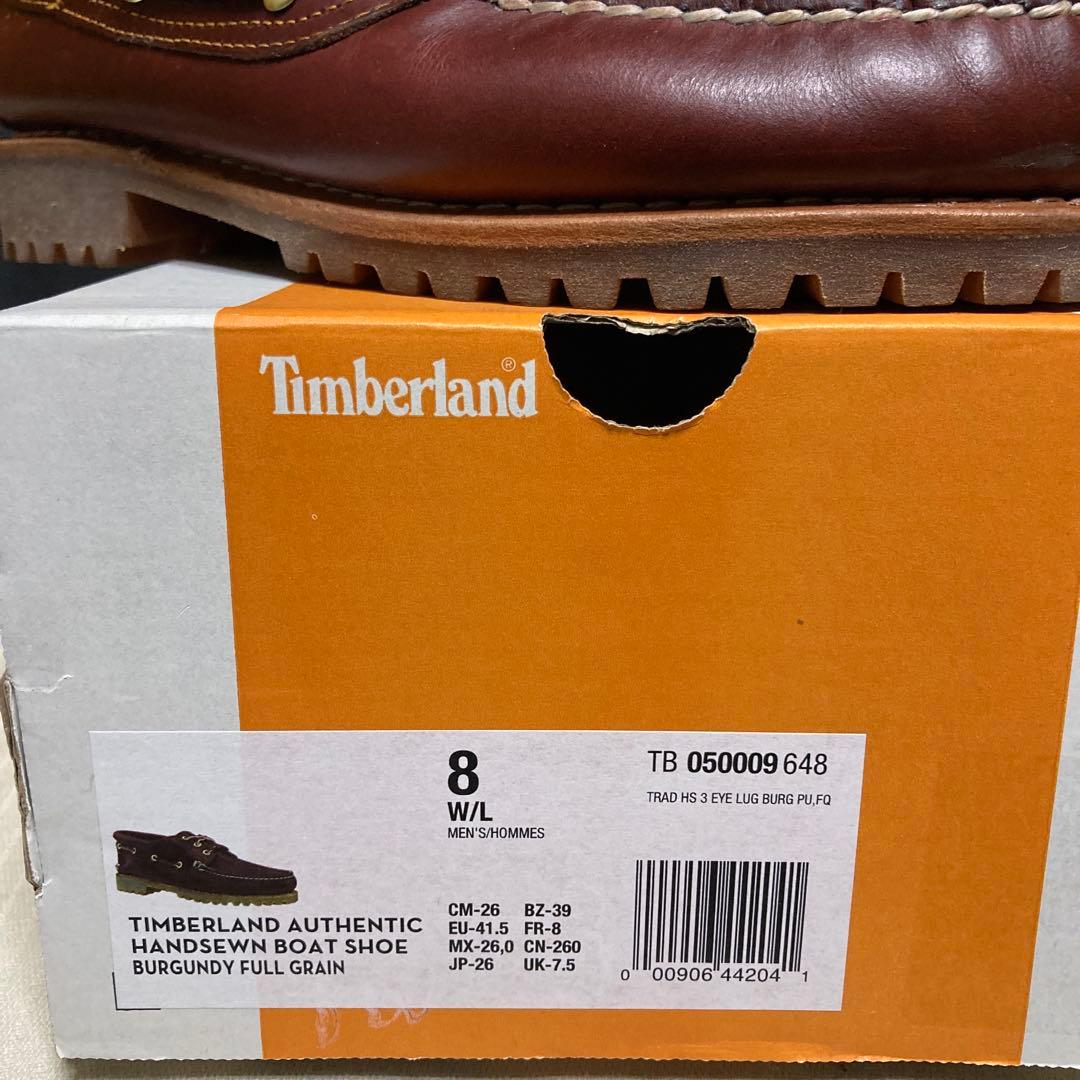 Timberland®
8
W/L
MEN'S/HOMMES
TB 050009 648
TRAD HS 3 EYE LUG BURG PU,FQ
TIMBERLAND AUTHENTIC
HANDSEWN BOAT SHOE
BURGUNDY FULL GRAIN
CM-26 BZ-39
EU-41.5 FR-8
MX-26,0 CN-260
JP-26 UK-7.5
0 00906 44204 1